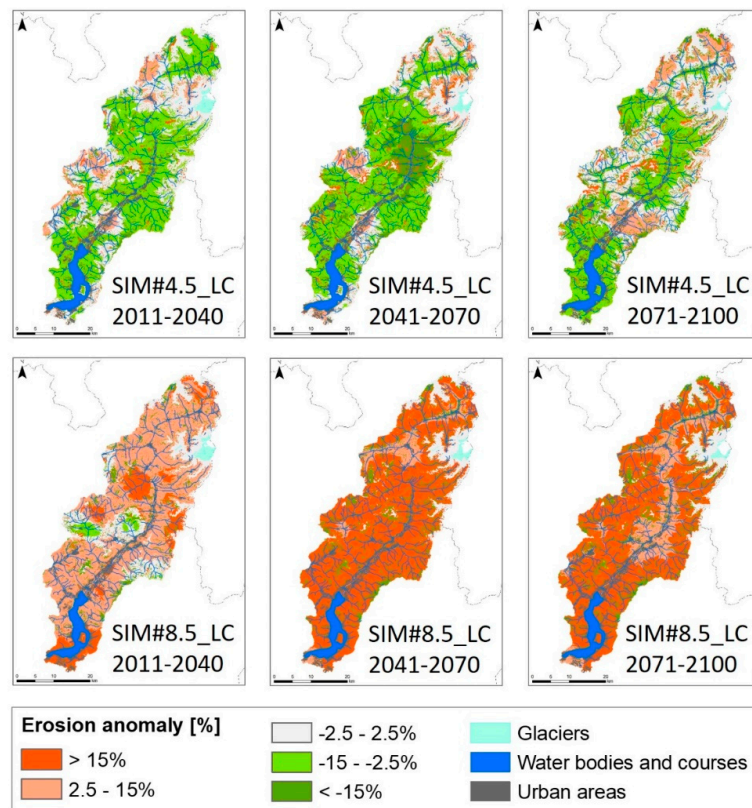 SIM#4.5_LC
2011-2040
SIM#4.5_LC
2041-2070
SIM#4.5_LC
2071-2100
SIM#8.5_LC
2011-2040
SIM#8.5_LC
2041-2070
SIM#8.5_LC
2071-2100
Erosion anomaly [%]
> 15%
2.5 - 15%
-2.5 - 2.5%
-15 - -2.5%
< -15%
Glaciers
Water bodies and courses
Urban areas